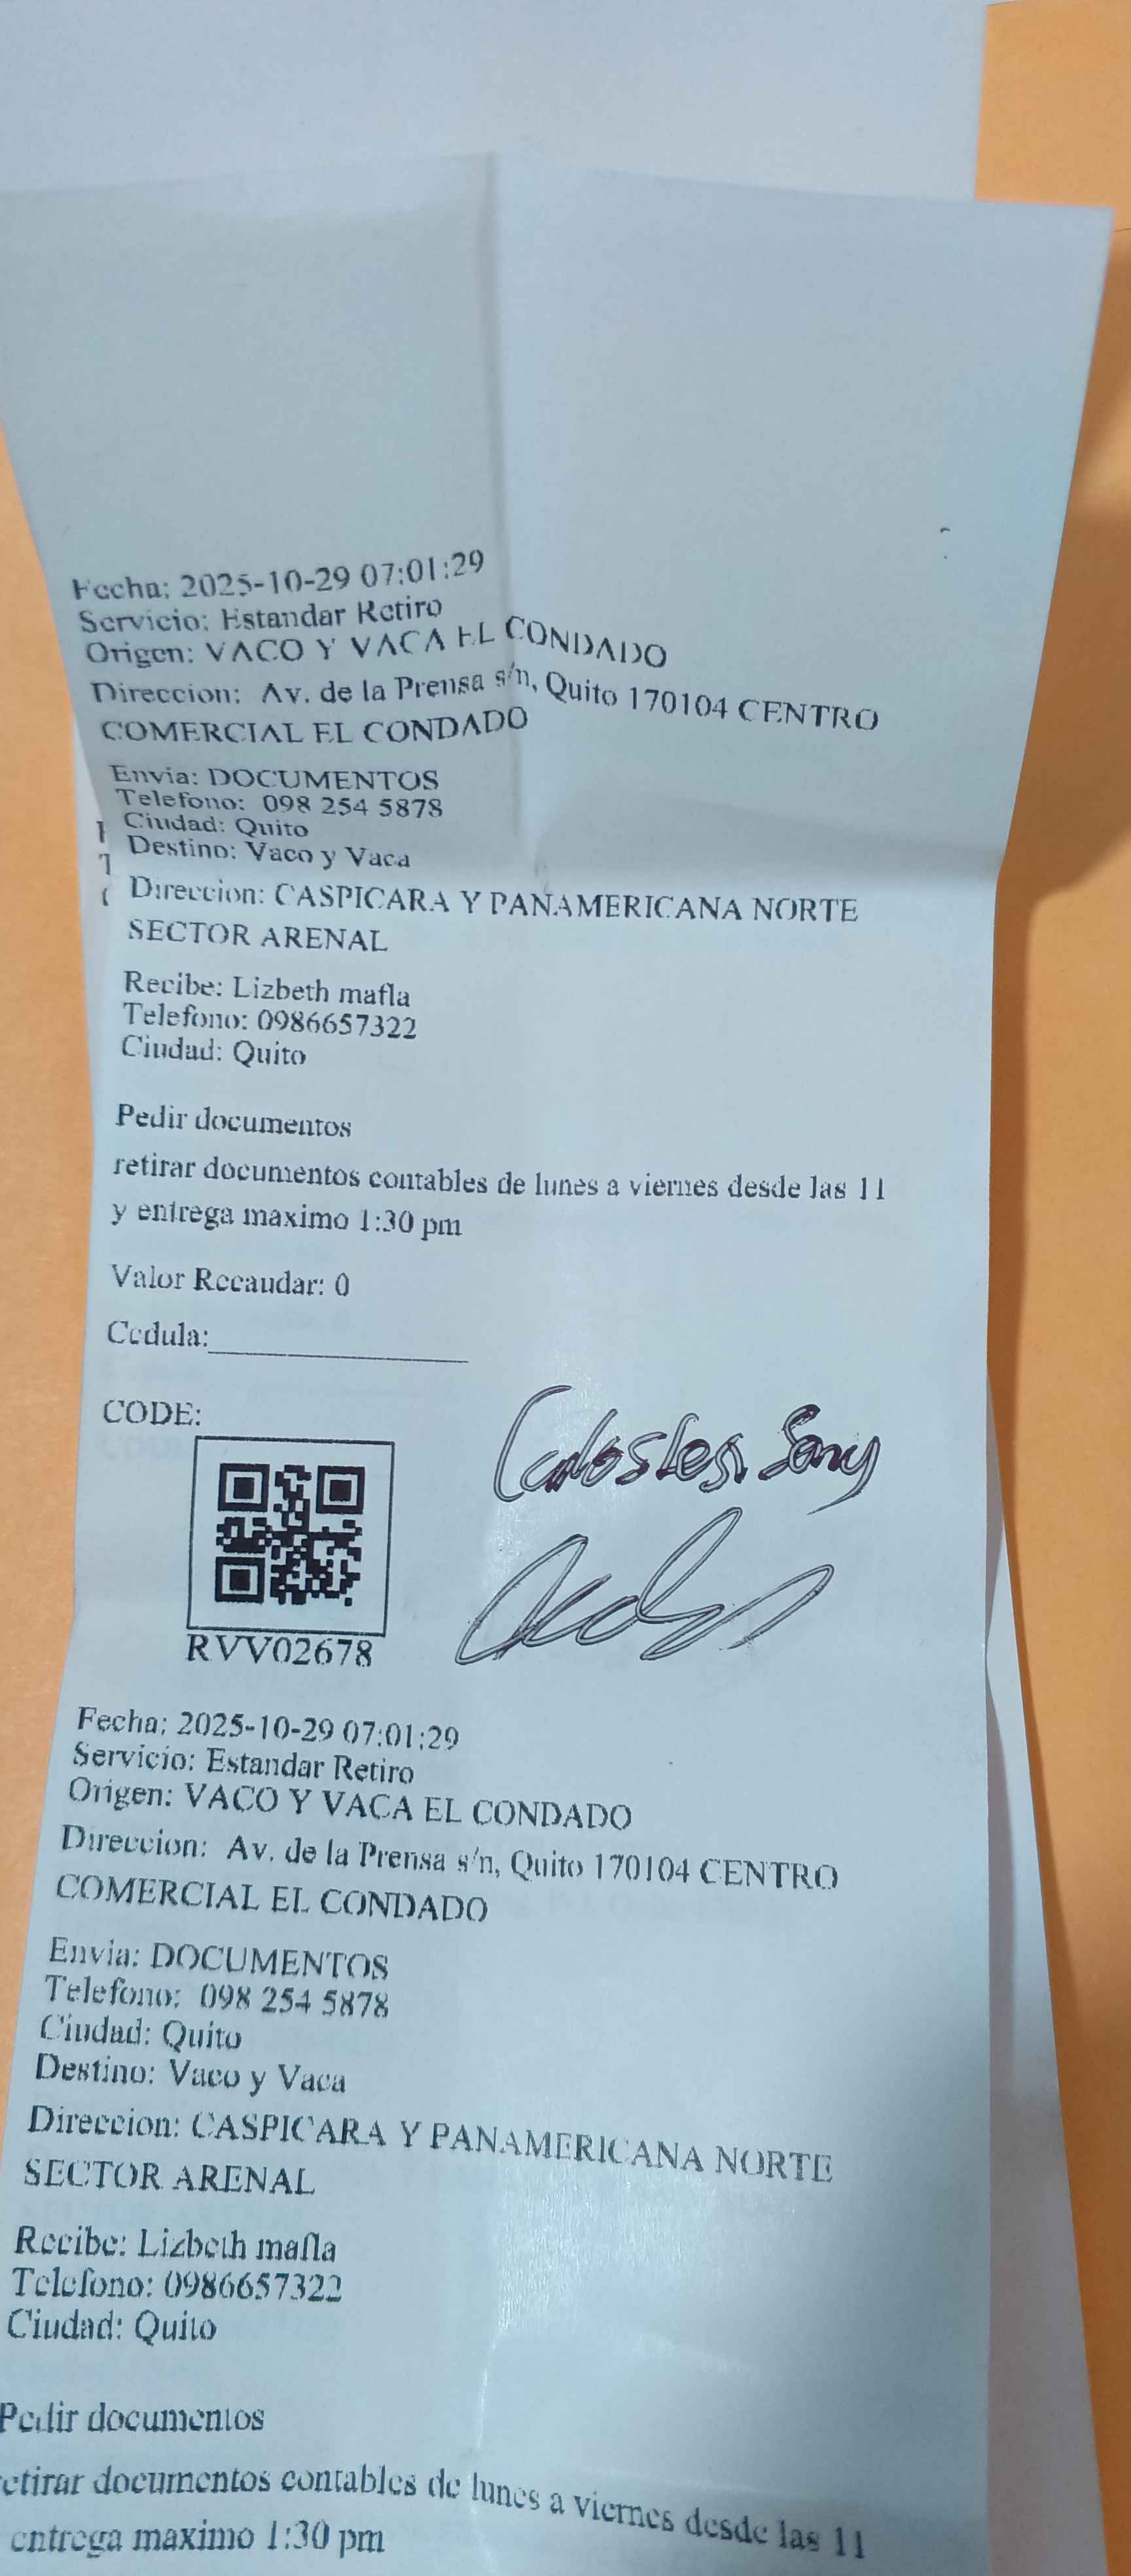 Fecha: 2025-10-29 07:01:29
Servicio: Estandar Retiro
Origen: VACO Y VACA EL CONDADO
Direccion: Av. de la Prensa s/n, Quito 170104 CENTRO
COMERCIAL EL CONDADO
Envia: DOCUMENTOS
Telefono: 098 254 5878
Ciudad: Quito
Destino: Vaco y Vaca
Direccion: CASPICARA Y PANAMERICANA NORTE
SECTOR ARENAL
Recibe: Lizbeth mafla
Telefono: 0986657322
Ciudad: Quito
Pedir documentos
retirar documentos contables de lunes a viernes desde las 11
y entrega maximo 1:30 pm
Valor Recaudar: 0
Cedula:
CODE:
RVV02678
Fecha: 2025-10-29 07:01:29
Servicio: Estandar Retiro
Origen: VACO Y VACA EL CONDADO
Direccion: Av. de la Prensa s/n, Quito 170104 CENTRO
COMERCIAL EL CONDADO
Envia: DOCUMENTOS
Telefono: 098 254 5878
Ciudad: Quito
Destino: Vaco y Vaca
Direccion: CASPICARA Y PANAMERICANA NORTE
SECTOR ARENAL
Recibe: Lizbeth mafla
Telefono: 0986657322
Ciudad: Quito
Pedir documentos
etirar documentos contables de lunes a viernes desde las 11
entrega maximo 1:30 pm